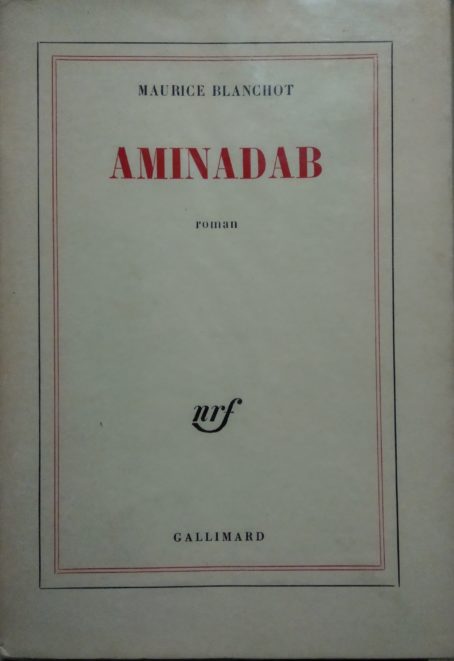 MAURICE BLANCHOT
AMINADAB
roman
nrf
GALLIMARD